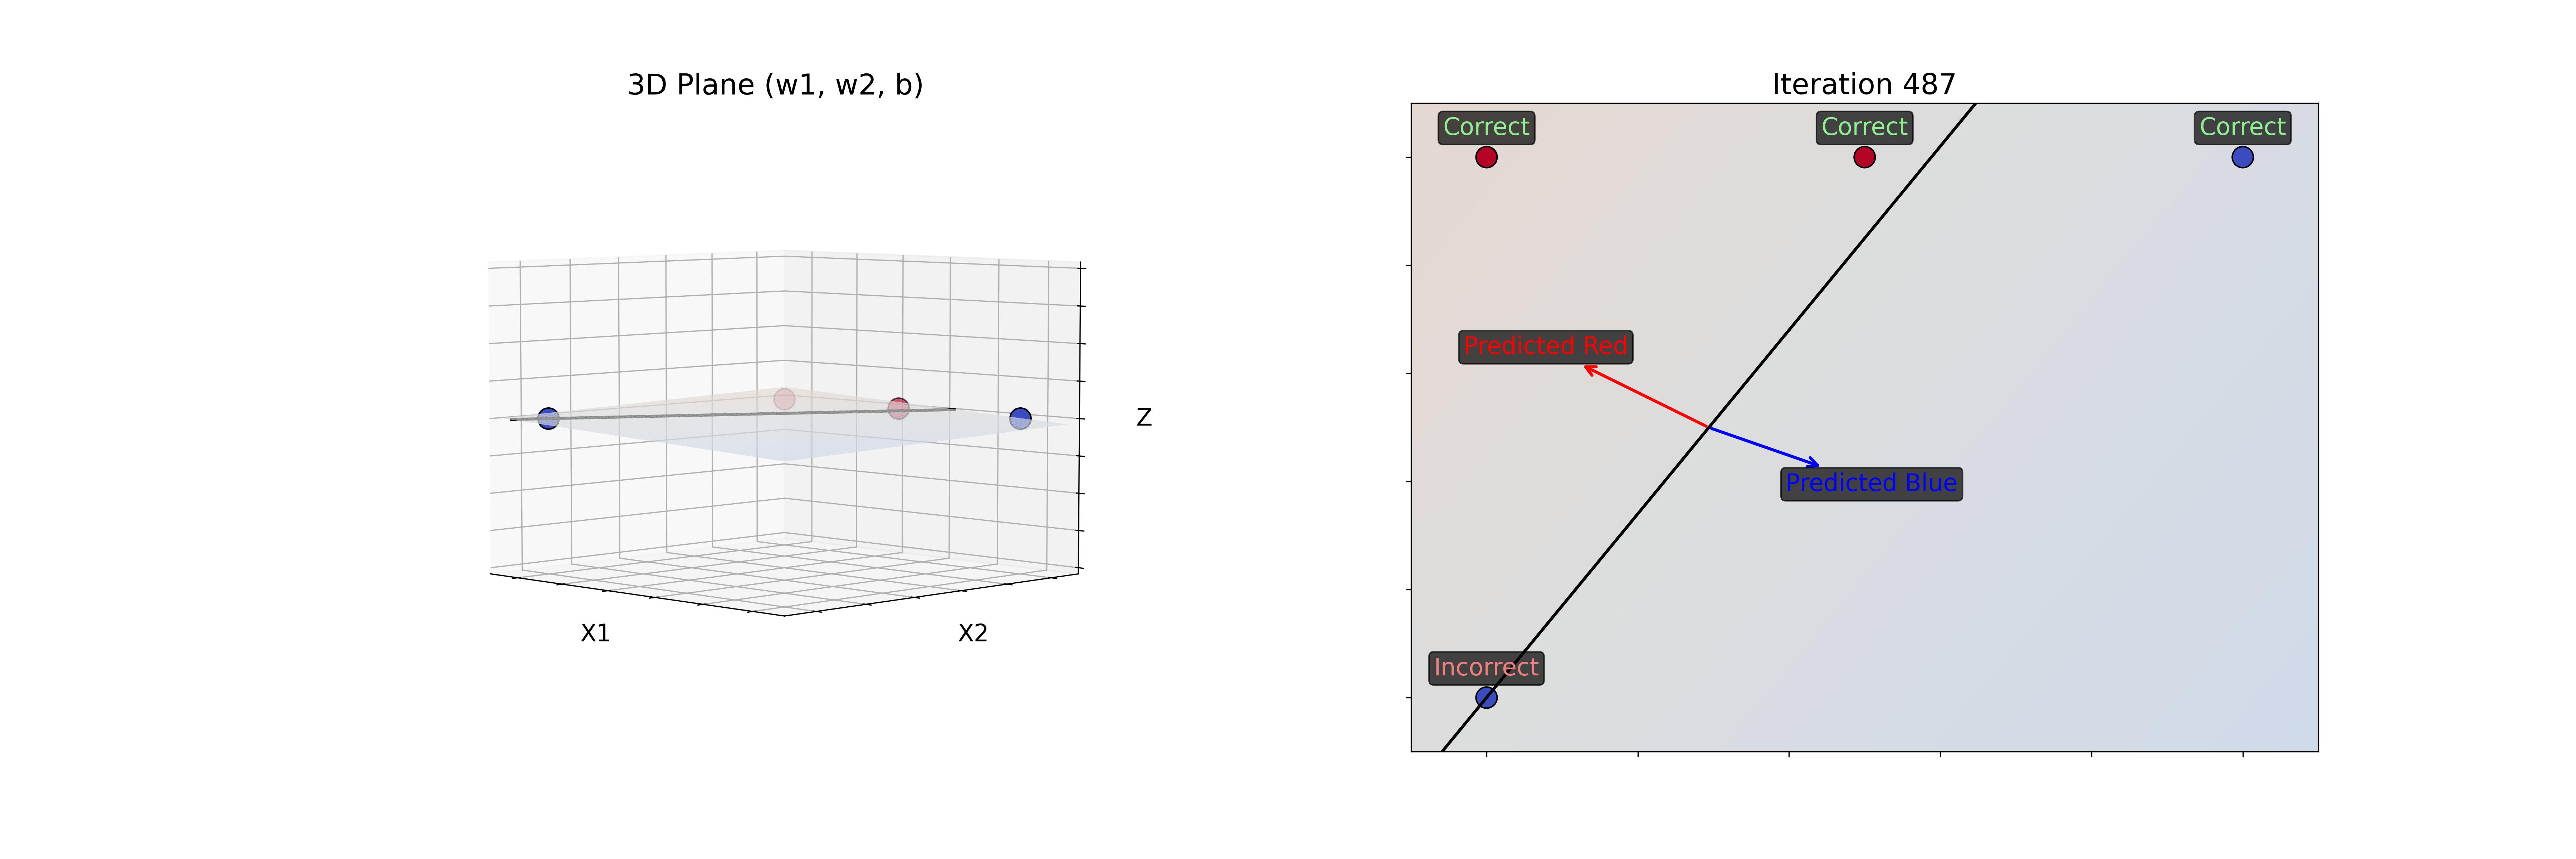 3D Plane (w1, w2, b)
Z
X1
X2
Iteration 487
Correct
Correct
Correct
Predicted Red
Predicted Blue
Incorrect